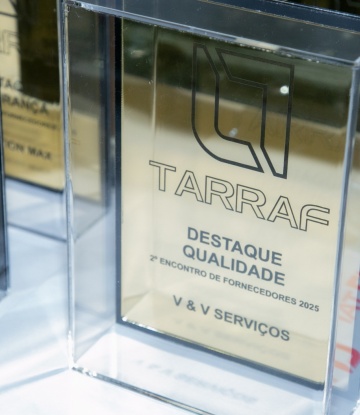 TARRAF
DESTAQUE
QUALIDADE
2º ENCONTRO DE FORNECEDORES 2025
V & V SERVIÇOS